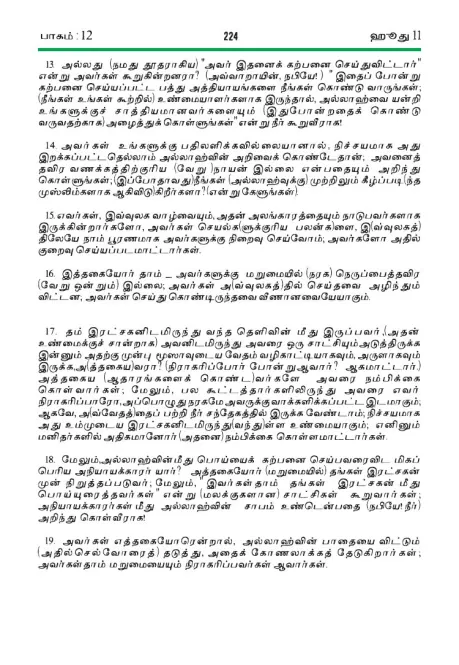 பாகம் : 12 224 ஹூது 11
13. அல்லது (நமது தூதராகிய) "அவர் இதனைக் கற்பனை செய்துவிட்டார்"
என்று அவர்கள் கூறுகின்றனரா? (அவ்வாறாயின், நபியே! ) " இதைப் போன்று
கற்பனை செய்யப்பட்ட பத்து அத்தியாயங்களை நீங்கள் கொண்டு வாருங்கள்;
(நீங்கள் உங்கள் கூற்றில்) உண்மையாளர்களாக இருந்தால், அல்லாஹ்வை யன்றி
உங்களுக்குச் சாத்தியமானவர்களையும் (இதுபோன்றதைக் கொண்டு
வருவதற்காக)அழைத்துக்கொள்ளுங்கள்"என்று நீர் கூறுவீராக!
14. அவர் உங்களுக்கு பதிலளிக்கவில்லையானால், நிச்சயமாக அது
இறக்கப்பட்டதெல்லாம் அல்லாஹ்வின் அறிவைக் கொண்டேதான்; அவனைத்
தவிர வணக்கத்திற்குரிய (வேறு)நாயன் இல்லை என்பதையும் அறிந்து
கொள்ளுங்கள்;(இப்போதாவது)நீங்கள் (அல்லாஹ்வுக்கு) முற்றிலும் கீழ்ப்படிந்த
முஸ்லிம்களாக ஆகிவிடுகிறீர்களா?(என்று கேளுங்கள்).
15. எவர்கள், இவ்வுலக வாழ்வையும், அதன் அலங்காரத்தையும் நாடுபவர்களாக
இருக்கின்றார்களோ, அவர்கள் செயல்க(ளுக்குரிய பலன்க)ளை, (இவ்வுலகத்)
திலேயே நாம் பூரணமாக அவர்களுக்கு நிறைவு செய்வோம்; அவர்களோ அதில்
குறைவு செய்யப்படமாட்டார்கள்.
16. இத்தகையோர் தாம் _ அவர்களுக்கு மறுமையில் (நரக) நெருப்பைத்தவிர
(வேறு ஒன்றும்) இல்லை; அவர்கள் அ(வ்வுலகத்)தில் செய்தவை அழிந்தும்
விட்டன; அவர்கள் செய்து கொண்டிருந்தவை வீணானவையேயாகும்.
17. தம் இரட்சகனிடமிருந்து வந்த தெளிவின் மீது இருப்பவர் ,(அதன்
உண்மைக்குச் சான்றாக) அவனிடமிருந்து அவரை ஒரு சாட்சியும்அடுத்திருக்க
இன்னும் அதற்கு முன்பு மூஸாவுடைய வேதம் வழிகாட்டியாகவும், அருளாகவும்
இருக்க,அ(த்தகைய)வரா? (நிராகரிப்போர் போன்று ஆவார்? ஆகமாட்டார்.)
அத்தகைய (ஆதாரங்களைக் கொண்ட)வர்களே அவரை நம்பிக்கை
கொள்வார்கள்; மேலும், பல கூட்டத்தார்களிலிருந்து அவரை எவர்
நிராகரிப்பாரோ,அப்பொழுது நரகமே அவருக்கு வாக்களிக்கப்பட்ட இடமாகும்;
ஆகவே, அ(வ்வேதத்)தைப் பற்றி நீர் சந்தேகத்தில் இருக்க வேண்டாம்; நிச்சயமாக
அது உம்முடைய இரட்சகனிடமிருந்து(வந்து)ள்ள உண்மையாகும்; எனினும்
மனிதர்களில் அதிகமானோர் (அதனை) நம்பிக்கை கொள்ளமாட்டார்கள்.
18. மேலும்,அல்லாஹ்வின்மீது பொய்யைக் கற்பனை செய்பவரைவிட மிகப்
பெரிய அநியாயக்காரர் யார்? அத்தகையோர் (மறுமையில்) தங்கள் இரட்சகன்
முன் நிறுத்தப்படுவர்; மேலும், "இவர்கள்தாம் தங்கள் இரட்சகன் மீது
பொய்யுரைத்தவர்கள்" என்று (மலக்குகளான) சாட்சிகள் கூறுவார்கள்;
அநியாயக்காரர்கள் மீது அல்லாஹ்வின் சாபம் உண்டென்பதை (நபியே!நீர்)
அறிந்து கொள்வீராக!
19. அவர்கள் எத்தகையோரென்றால், அல்லாஹ்வின் பாதையை விட்டும்
(அதில்செல்வோரைத்) தடுத்து, அதைக் கோணலாக்கத் தேடுகிறார்கள்;
அவர்கள்தாம் மறுமையையும் நிராகரிப்பவர்கள் ஆவார்கள்.